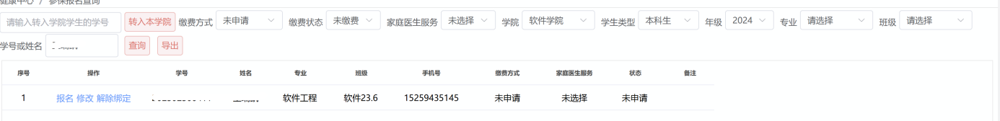 健康中心 / 参保报名查询
请输入转入学院学生的学号 转入本学院 缴费方式 未申请 缴费状态 未缴费 家庭医生服务 未选择 学院 软件学院 学生类型 本科生 年级 2024 专业 请选择 班级 请选择
学号或姓名 查询 导出
序号 操作 学号 姓名 专业 班级 手机号 缴费方式 家庭医生服务 状态 备注
1 报名 修改 解除绑定 软件工程 软件23.6 15259435145 未申请 未选择 未申请